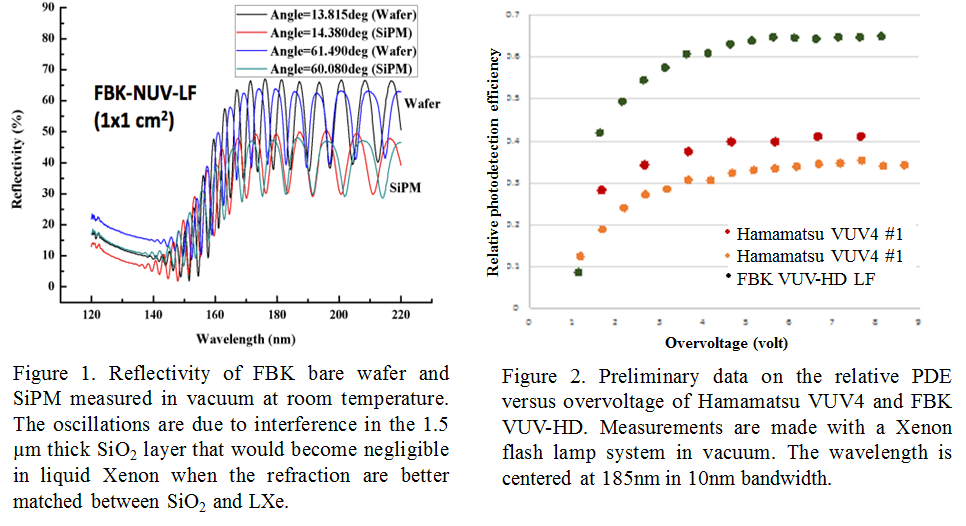 90
80
70
60
50
40
30
20
10
0
Reflectivity (%)
Angle=13.815deg (Wafer)
Angle=14.380deg (SiPM)
Angle=61.490deg (Wafer)
Angle=60.080deg (SiPM)
FBK-NUV-LF
(1x1 cm²)
Wafer
SiPM
120 140 160 180 200 220
Wavelength (nm)
Figure 1. Reflectivity of FBK bare wafer and
SiPM measured in vacuum at room temperature.
The oscillations are due to interference in the 1.5
μm thick SiO₂ layer that would become negligible
in liquid Xenon when the refraction are better
matched between SiO₂ and LXe.
0.7
0.6
0.5
0.4
0.3
0.2
0.1
0
Relative photodetection efficiency
Hamamatsu VUV4 #1
Hamamatsu VUV4 #1
FBK VUV-HD LF
0 1 2 3 4 5 6 7 8 9
Overvoltage (volt)
Figure 2. Preliminary data on the relative PDE
versus overvoltage of Hamamatsu VUV4 and FBK
VUV-HD. Measurements are made with a Xenon
flash lamp system in vacuum. The wavelength is
centered at 185nm in 10nm bandwidth.